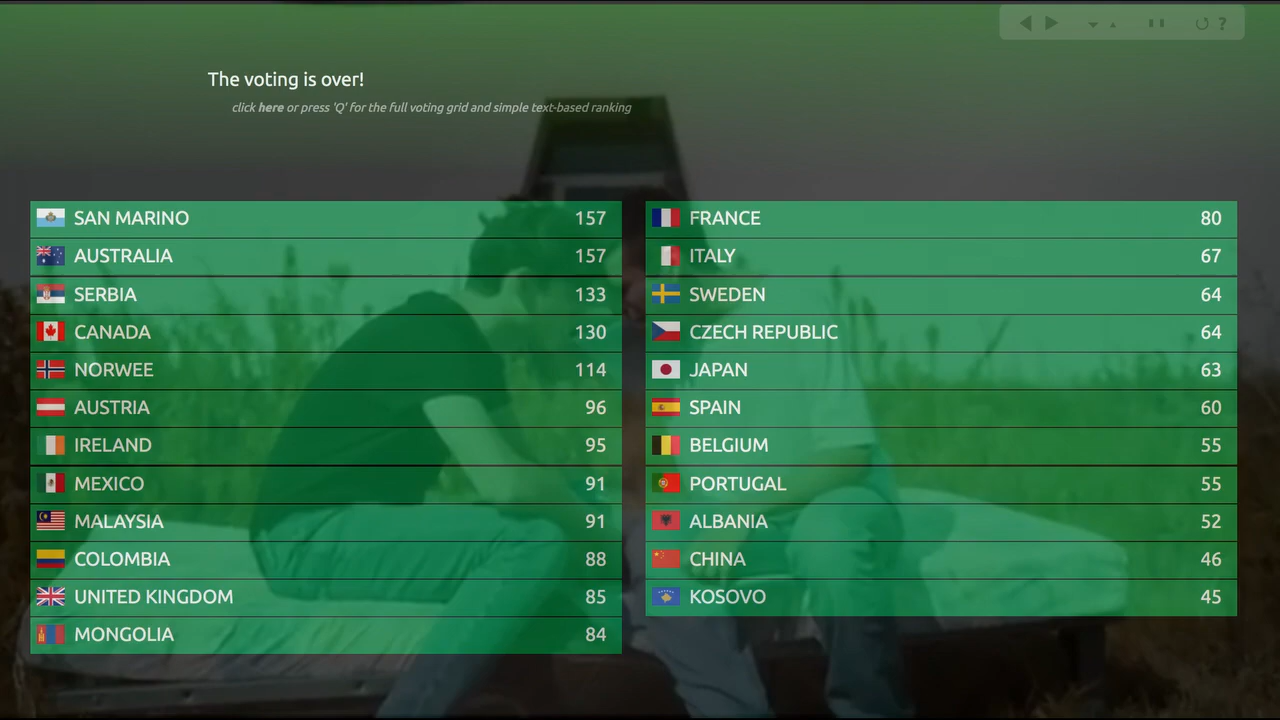 ?
The voting is over!
click here or press 'Q' for the full voting grid and simple text-based ranking
SAN MARINO 157
AUSTRALIA 157
SERBIA 133
CANADA 130
NORWEE 114
AUSTRIA 96
IRELAND 95
MEXICO 91
MALAYSIA 91
COLOMBIA 88
UNITED KINGDOM 85
MONGOLIA 84
FRANCE 80
ITALY 67
SWEDEN 64
CZECH REPUBLIC 64
JAPAN 63
SPAIN 60
BELGIUM 55
PORTUGAL 55
ALBANIA 52
CHINA 46
KOSOVO 45